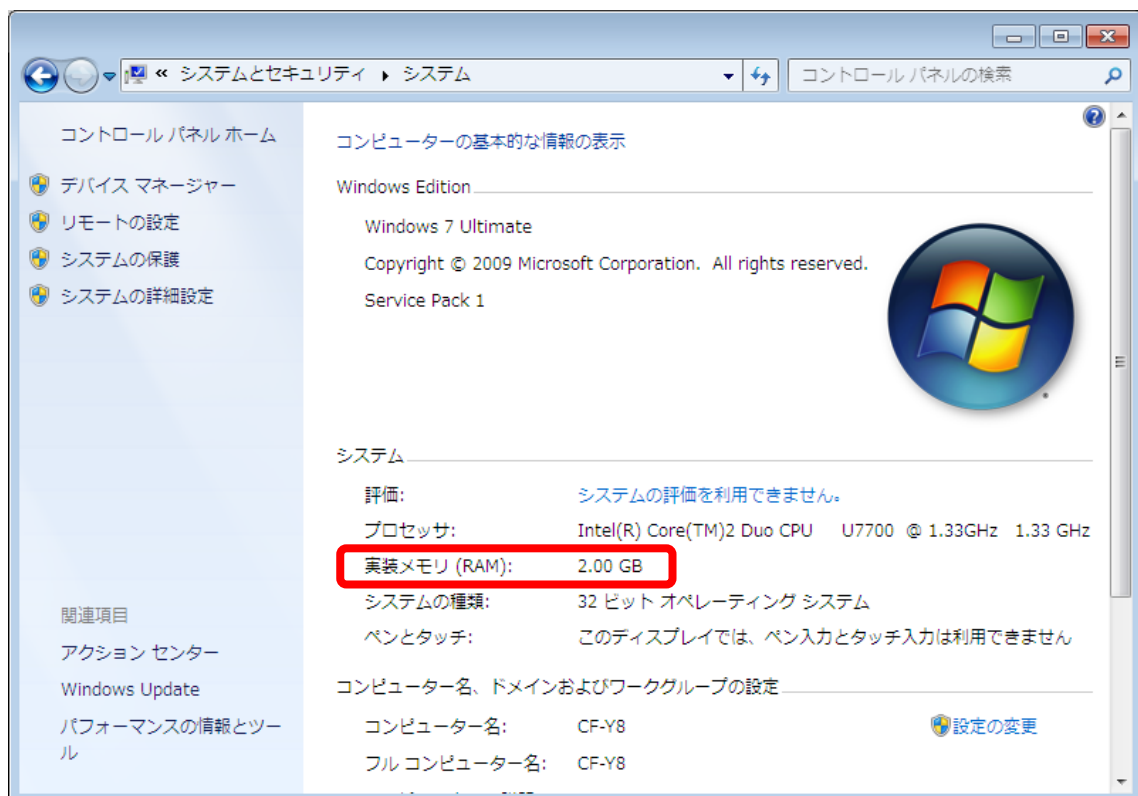 « システムとセキュリティ ▸ システム
コントロール パネルの検索
コントロール パネル ホーム
デバイス マネージャー
リモートの設定
システムの保護
システムの詳細設定
関連項目
アクション センター
Windows Update
パフォーマンスの情報とツー
ル
コンピューターの基本的な情報の表示
Windows Edition
Windows 7 Ultimate
Copyright © 2009 Microsoft Corporation. All rights reserved.
Service Pack 1
システム
評価: システムの評価を利用できません。
プロセッサ: Intel(R) Core(TM)2 Duo CPU U7700 @ 1.33GHz 1.33 GHz
実装メモリ (RAM): 2.00 GB
システムの種類: 32 ビット オペレーティング システム
ペンとタッチ: このディスプレイでは、ペン入力とタッチ入力は利用できません
コンピューター名、ドメインおよびワークグループの設定
コンピューター名: CF-Y8 設定の変更
フル コンピューター名: CF-Y8